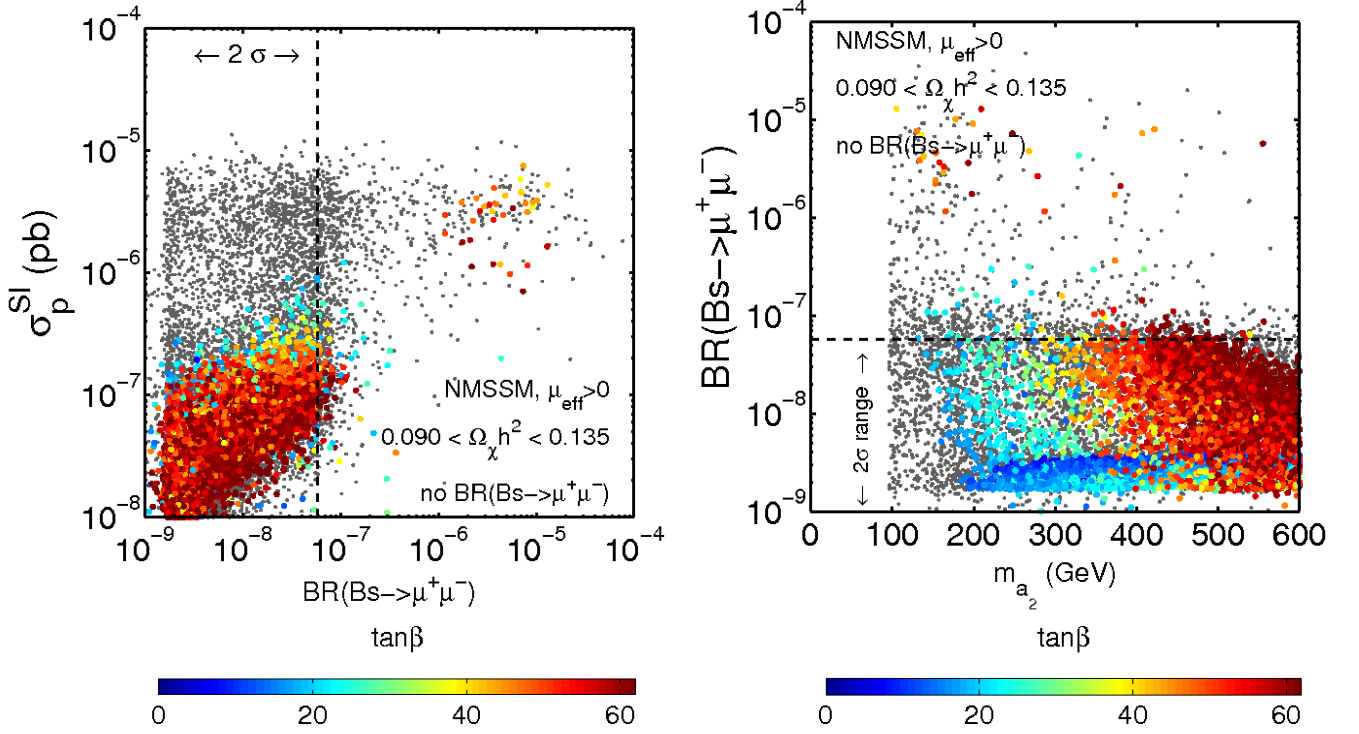 10^-4
10^-5
10^-6
10^-7
10^-8
σ_p^SI (pb)
← 2 σ →
NMSSM, μ_eff>0
0.090 < Ω_χ h^2 < 0.135
no BR(Bs->μ^+μ^-)
10^-9 10^-8 10^-7 10^-6 10^-5 10^-4
BR(Bs->μ^+μ^-)
tanβ
0 20 40 60
10^-4
10^-5
10^-6
10^-7
10^-8
10^-9
BR(Bs->μ^+μ^-)
NMSSM, μ_eff>0
0.090 < Ω_χ h^2 < 0.135
no BR(Bs->μ^+μ^-)
← 2σ range →
0 100 200 300 400 500 600
m_a_2 (GeV)
tanβ
0 20 40 60